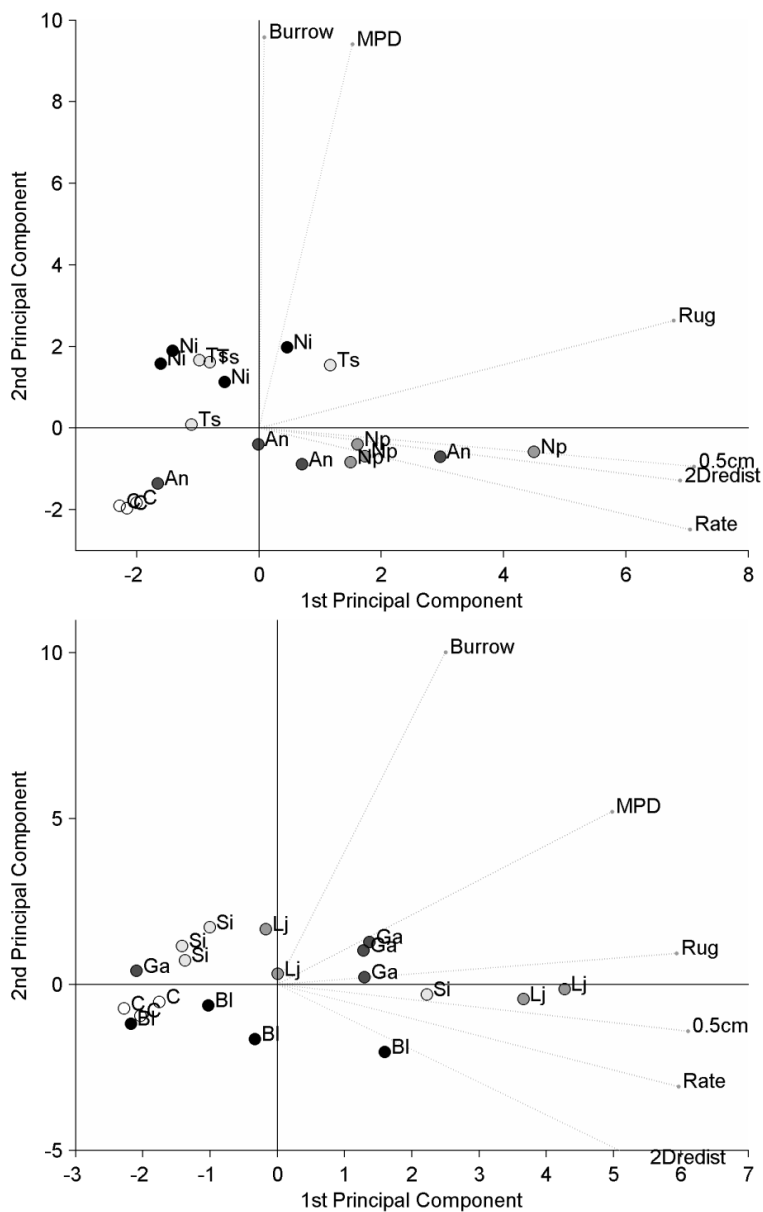 10
Burrow
MPD
8
6
4
2nd Principal Component
Rug
2
Ni
Ni
Ts
Ts
Ni
Ni
Ts
Ts
0
An
An
Np
Np
Np
An
Np
0.5cm
2Dredist
An
C
C
C
C
-2
Rate
-2 0 2 4 6 8
1st Principal Component
10
Burrow
5
MPD
2nd Principal Component
Si
Si
Si
Lj
Ga
Ga
Rug
Ga
Lj
Ga
0
Si
Lj
Lj
C
C
C
Bl
Bl
Bl
Bl
0.5cm
Rate
-5
2Dredist
-3 -2 -1 0 1 2 3 4 5 6 7
1st Principal Component